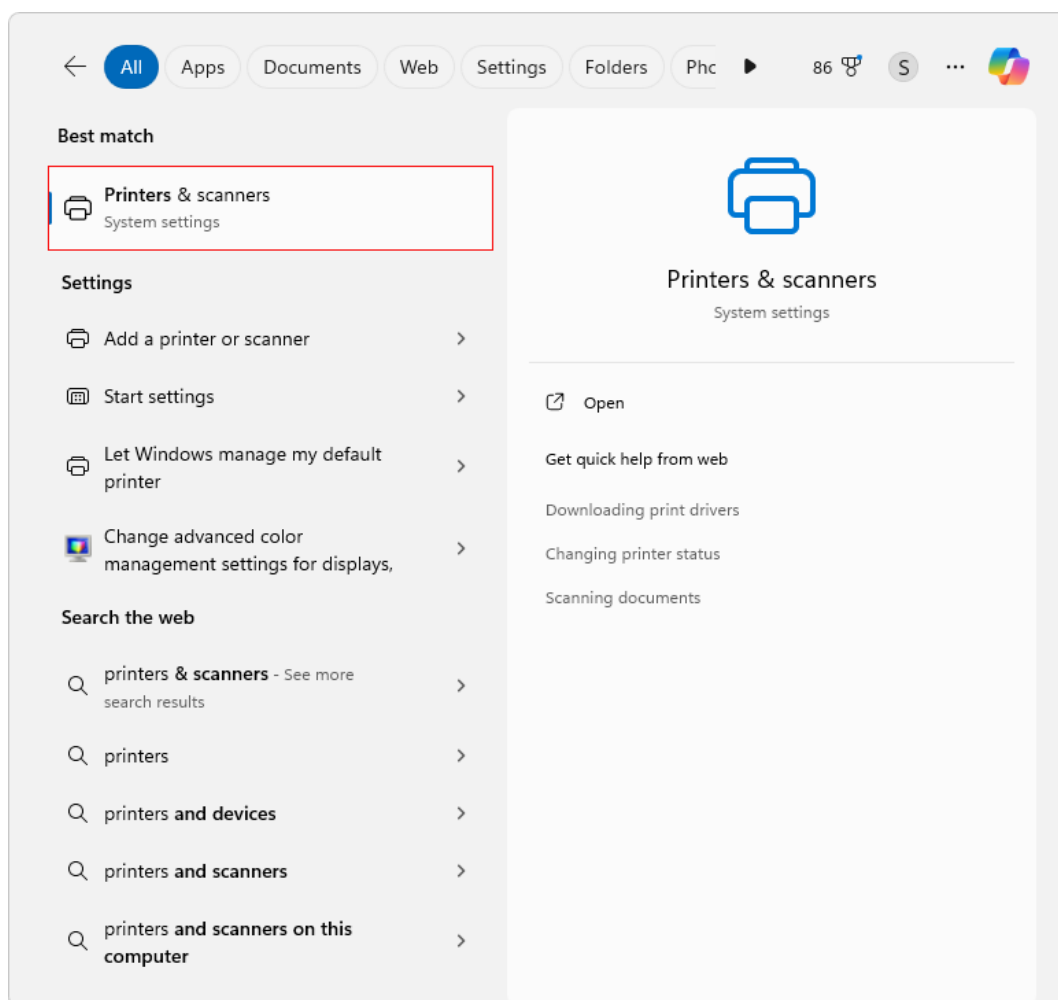 All Apps Documents Web Settings Folders Phc 86 S ...
Best match
Printers & scanners
System settings
Settings
Add a printer or scanner
Start settings
Let Windows manage my default
printer
Change advanced color
management settings for displays,
Search the web
printers & scanners - See more
search results
printers
printers and devices
printers and scanners
printers and scanners on this
computer
Printers & scanners
System settings
Open
Get quick help from web
Downloading print drivers
Changing printer status
Scanning documents